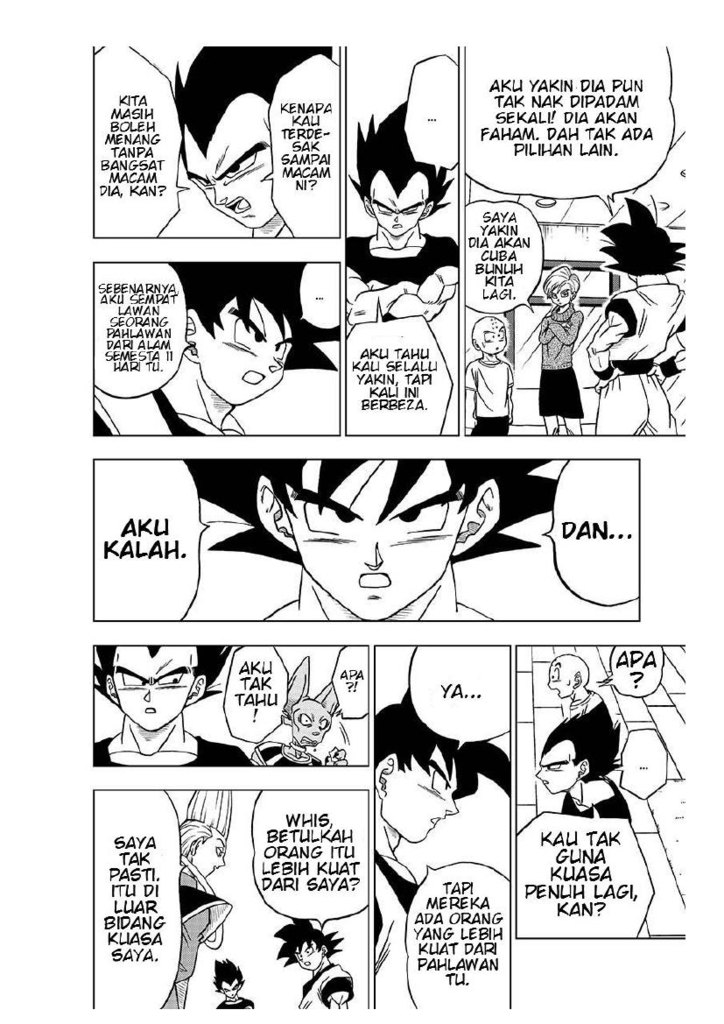 AKU YAKIN DIA PUN
TAK NAK DIPADAM
SEKALI! DIA AKAN
FAHAM. DAH TAK ADA
PILIHAN LAIN.
SAYA
YAKIN
DIA AKAN
CUBA
BUNUH
KITA
LAGI.
...
AKU TAHU
KAU SELALU
YAKIN, TAPI
KALI INI
BERBEZA.
KENAPA
KAU
TERDE-
SAK
SAMPAI
MACAM
NI?
KITA
MASIH
BOLEH
MENANG
TANPA
BANGSAT
MACAM
DIA, KAN?
...
SEBENARNYA,
AKU SEMPAT
LAWAN
SEORANG
PAHLAWAN
DARI ALAM
SEMESTA 11
HARI TU.
DAN...
AKU
KALAH.
APA
?
...
KAU TAK
GUNA
KUASA
PENUH LAGI,
KAN?
YA...
TAPI
MEREKA
ADA ORANG
YANG LEBIH
KUAT DARI
PAHLAWAN
TU.
APA
?!
AKU
TAK
TAHU
!
WHIS,
BETULKAH
ORANG ITU
LEBIH KUAT
DARI SAYA?
SAYA
TAK
PASTI.
ITU DI
LUAR
BIDANG
KUASA
SAYA.